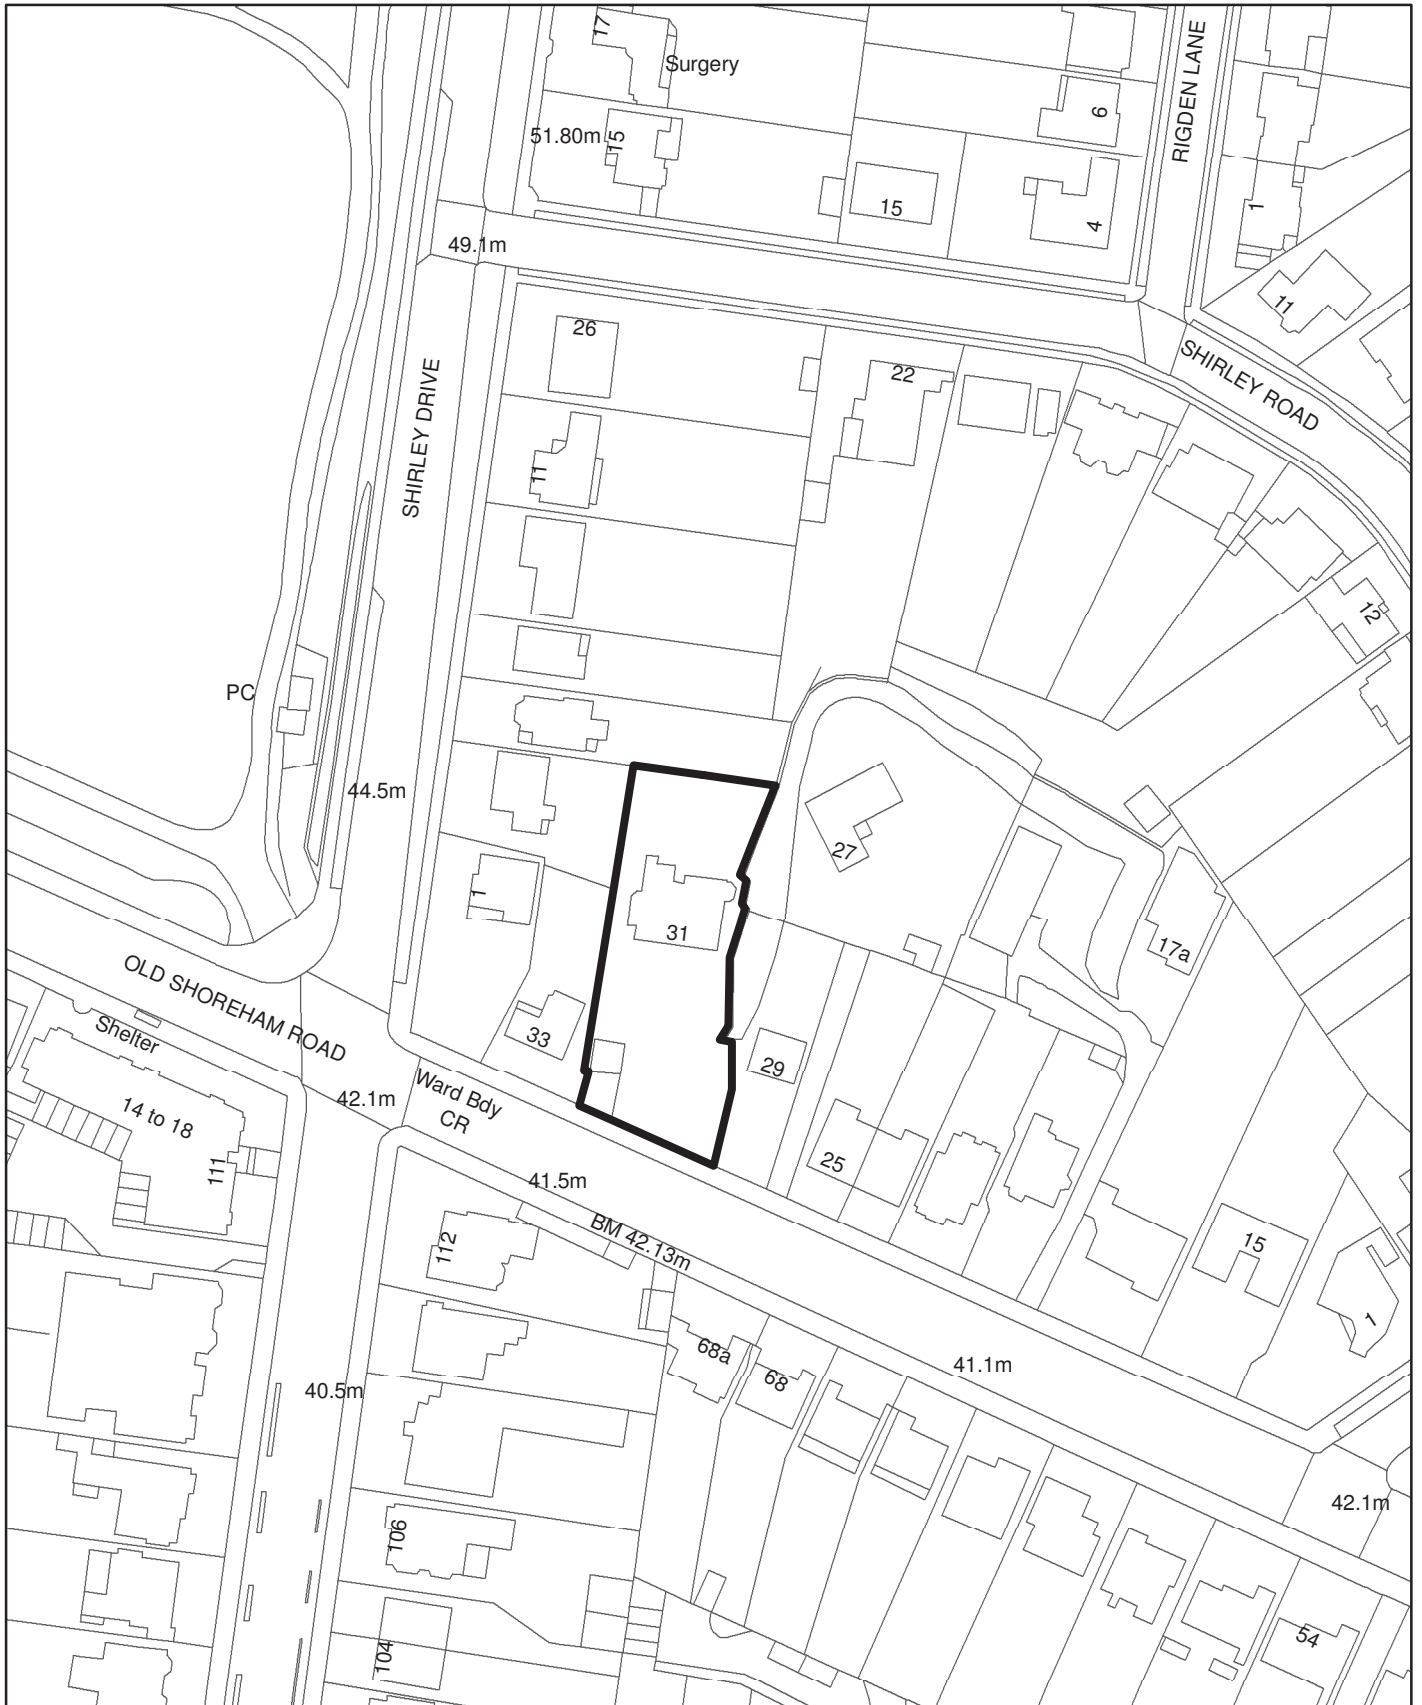 17
Surgery
RIGDEN LANE
6
51.80m
15
15
4
1
49.1m
11
26
SHIRLEY DRIVE
22
SHIRLEY ROAD
11
12
PC
44.5m
27
1
31
17a
OLD SHOREHAM ROAD
Shelter
33
29
Ward Bdy
CR
42.1m
14 to 18
111
25
41.5m
BM 42.13m
112
15
1
68a
68
41.1m
40.5m
42.1m
106
104
54